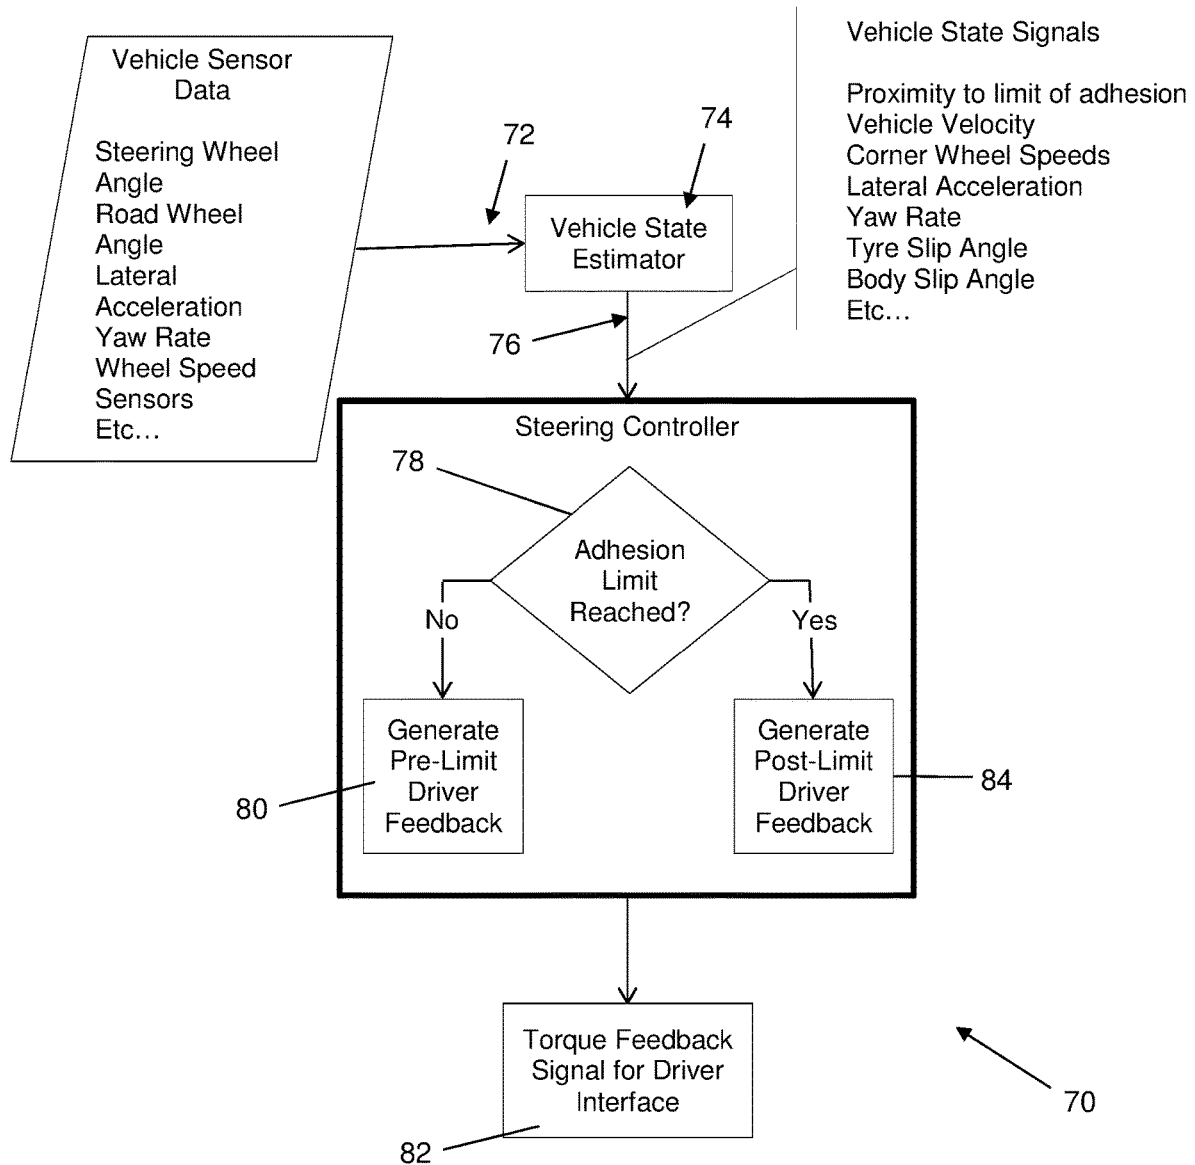 Vehicle Sensor
Data
Steering Wheel
Angle
Road Wheel
Angle
Lateral
Acceleration
Yaw Rate
Wheel Speed
Sensors
Etc...
72
74
Vehicle State
Estimator
76
Vehicle State Signals
Proximity to limit of adhesion
Vehicle Velocity
Corner Wheel Speeds
Lateral Acceleration
Yaw Rate
Tyre Slip Angle
Body Slip Angle
Etc...
Steering Controller
78
Adhesion
Limit
Reached?
No
Yes
Generate
Pre-Limit
Driver
Feedback
80
Generate
Post-Limit
Driver
Feedback
84
Torque Feedback
Signal for Driver
Interface
82
70